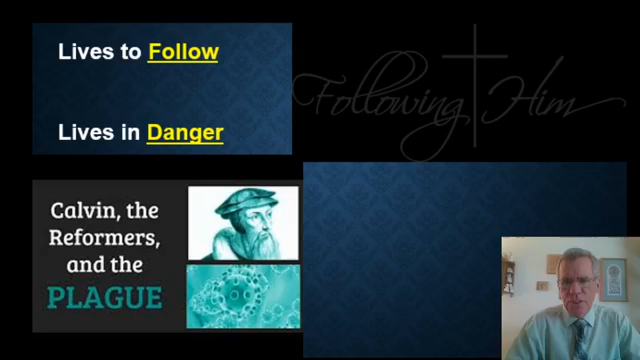 Lives to Follow
Following Him
Lives in Danger
Calvin, the
Reformers,
and the
PLAGUE